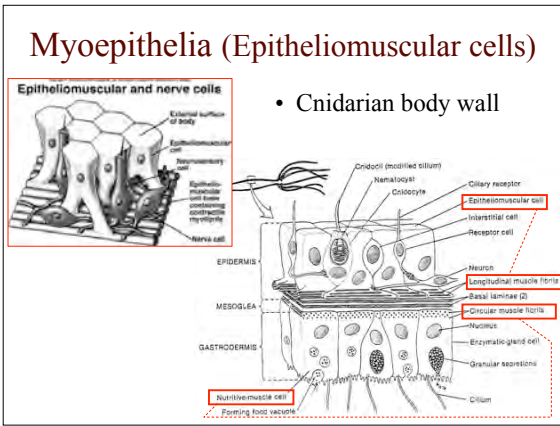 Myoepithelia (Epitheliomuscular cells)
Epitheliomuscular and nerve cells
External surface
of body
Epitheliomuscular
cell
Neurosensory
cell
Epithelio-
muscular
cell base
containing
contractile
myofibrils
Nerve cell
• Cnidarian body wall
Cnidocil (modified cilium)
Nematocyst
Cnidocyte
Ciliary receptor
Epitheliomuscular cell
Interstitial cell
Receptor cell
EPIDERMIS
Neuron
Longitudinal muscle fibrils
Basal laminae (2)
MESOGLEA
Circular muscle fibrils
Nucleus
GASTRODERMIS
Enzymatic-gland cell
Granular secretions
Nutritive-muscle cell
Cilium
Forming food vacuole